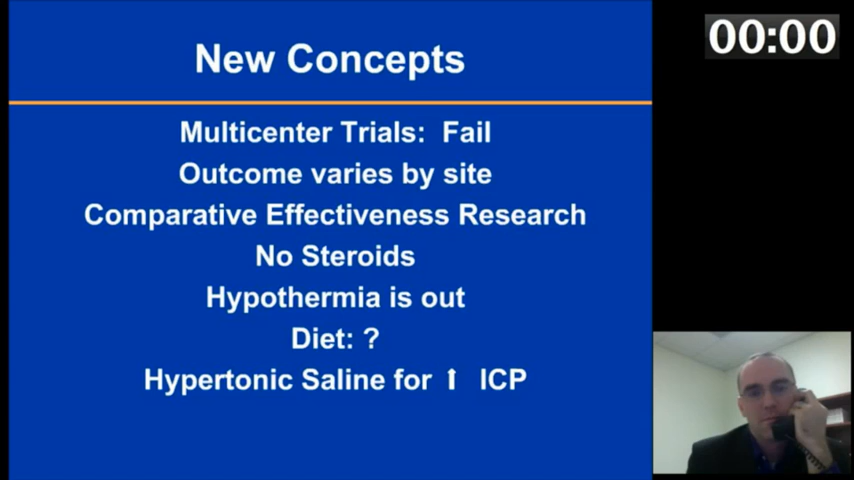 New Concepts
00:00
Multicenter Trials: Fail
Outcome varies by site
Comparative Effectiveness Research
No Steroids
Hypothermia is out
Diet: ?
Hypertonic Saline for ⬆ ICP